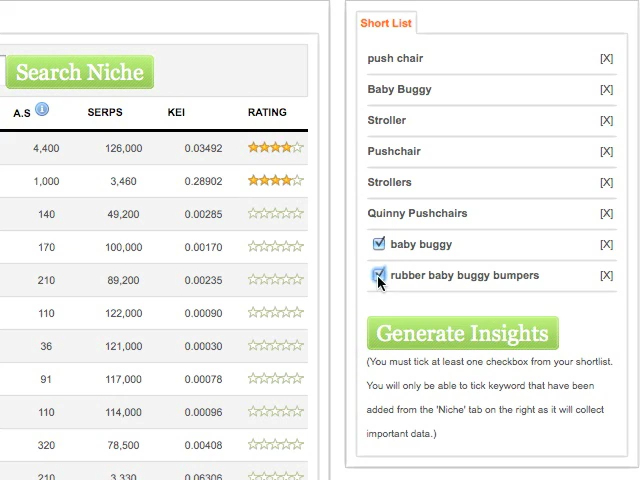 Search Niche
A.S SERPS KEI RATING
4,400 126,000 0.03492
1,000 3,460 0.28902
140 49,200 0.00285
170 100,000 0.00170
210 89,200 0.00235
110 122,000 0.00090
36 121,000 0.00030
91 117,000 0.00078
110 114,000 0.00096
320 78,500 0.00408
210 3,330 0.06306
Short List
push chair [X]
Baby Buggy [X]
Stroller [X]
Pushchair [X]
Strollers [X]
Quinny Pushchairs [X]
baby buggy [X]
rubber baby buggy bumpers [X]
Generate Insights
(You must tick at least one checkbox from your shortlist.
You will only be able to tick keyword that have been
added from the 'Niche' tab on the right as it will collect
important data.)